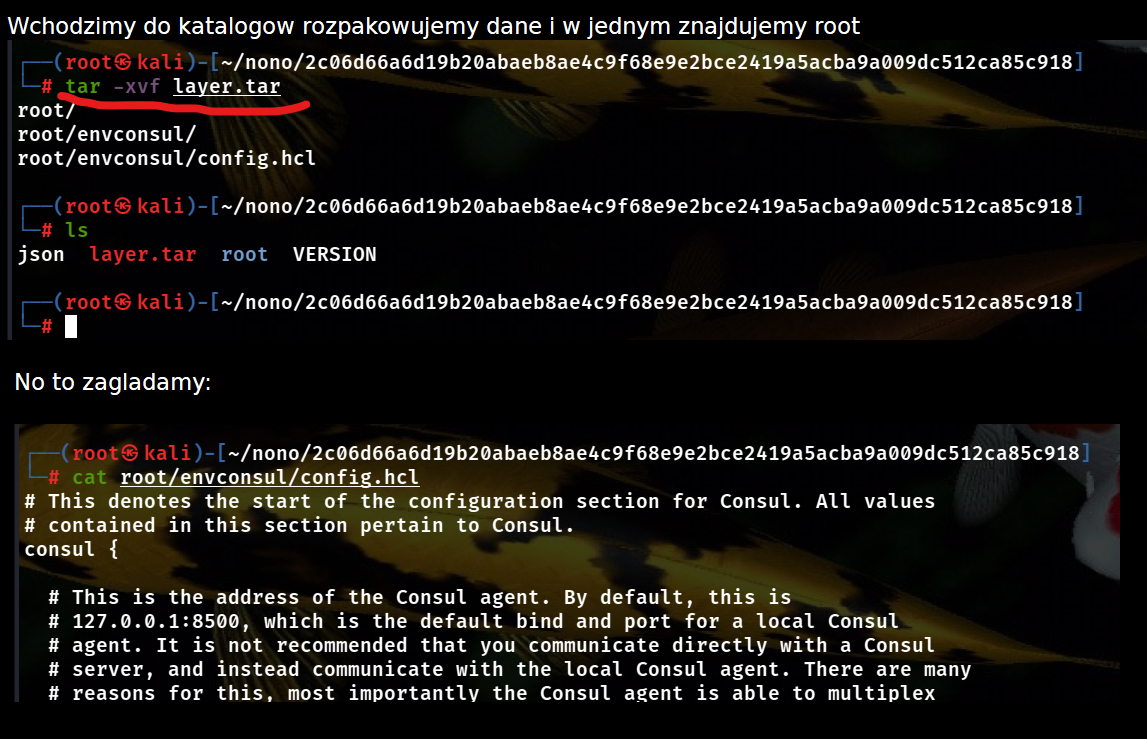 Wchodzimy do katalogow rozpakowujemy dane i w jednym znajdujemy root
┌──(root㉿kali)-[~/nono/2c06d66a6d19b20abaeb8ae4c9f68e9e2bce2419a5acba9a009dc512ca85c918]
└─# tar -xvf layer.tar
root/
root/envconsul/
root/envconsul/config.hcl
┌──(root㉿kali)-[~/nono/2c06d66a6d19b20abaeb8ae4c9f68e9e2bce2419a5acba9a009dc512ca85c918]
└─# ls
json  layer.tar  root  VERSION
┌──(root㉿kali)-[~/nono/2c06d66a6d19b20abaeb8ae4c9f68e9e2bce2419a5acba9a009dc512ca85c918]
└─#
No to zagladamy:
┌──(root㉿kali)-[~/nono/2c06d66a6d19b20abaeb8ae4c9f68e9e2bce2419a5acba9a009dc512ca85c918]
└─# cat root/envconsul/config.hcl
# This denotes the start of the configuration section for Consul. All values
# contained in this section pertain to Consul.
consul {
# This is the address of the Consul agent. By default, this is
# 127.0.0.1:8500, which is the default bind and port for a local Consul
# agent. It is not recommended that you communicate directly with a Consul
# server, and instead communicate with the local Consul agent. There are many
# reasons for this, most importantly the Consul agent is able to multiplex